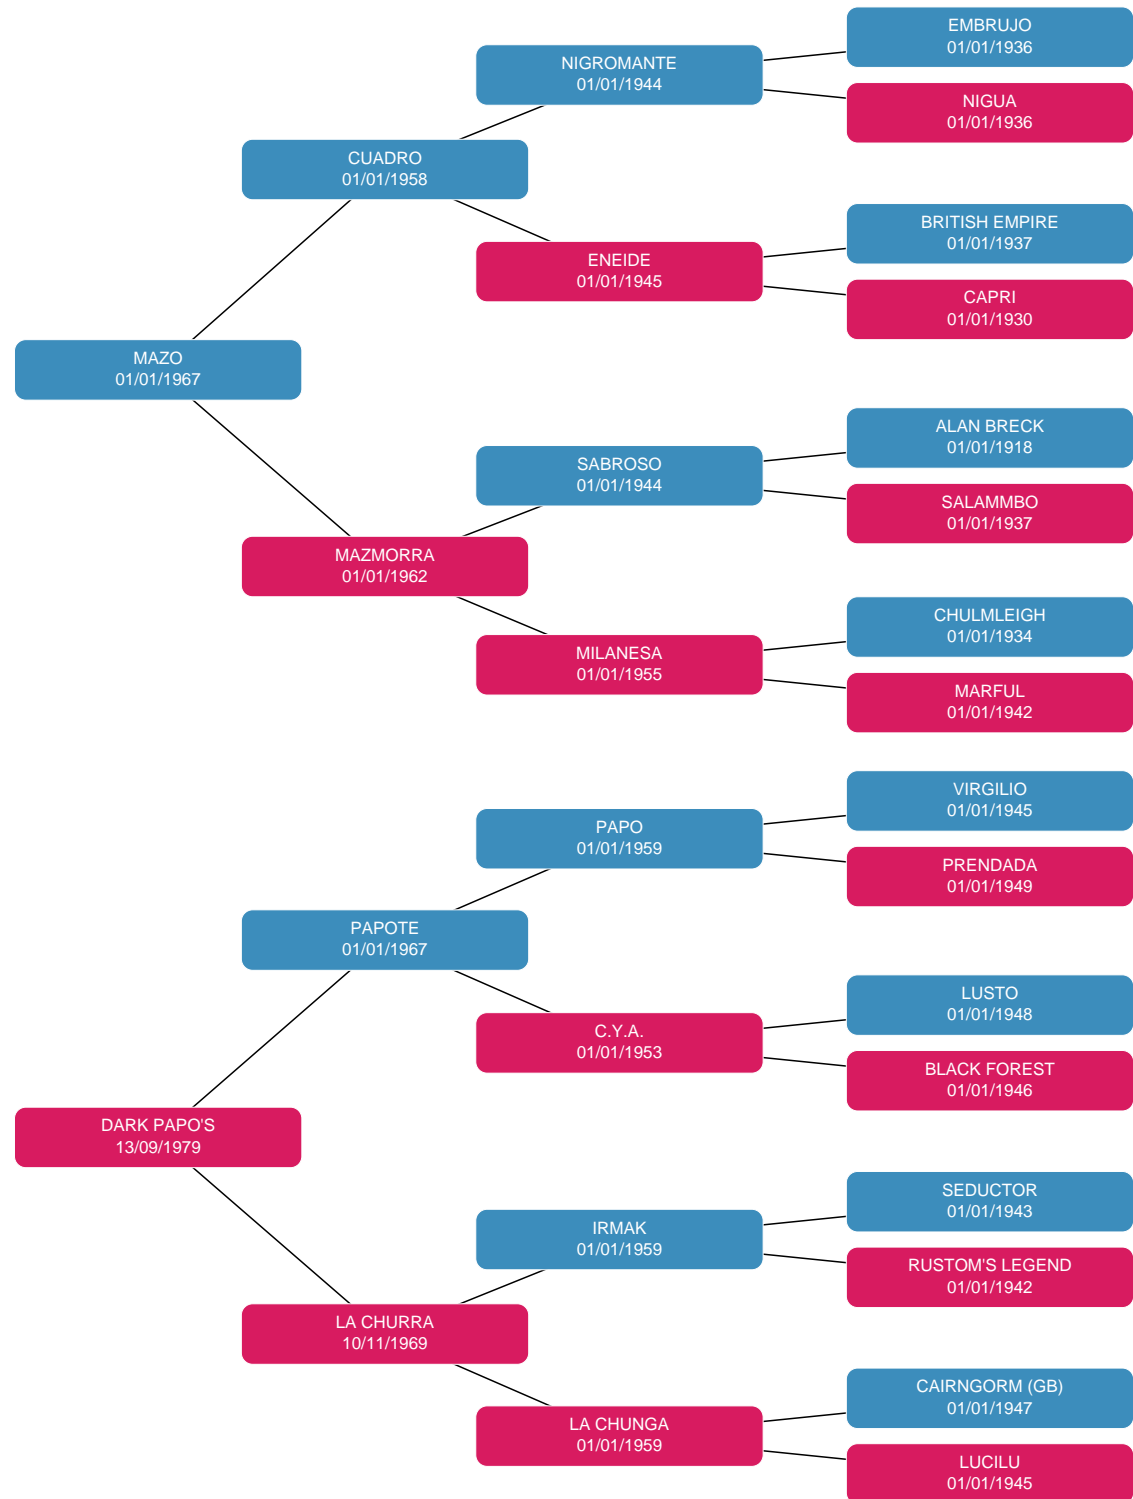 EMBRUJO
01/01/1936
NIGROMANTE
01/01/1944
NIGUA
01/01/1936
CUADRO
01/01/1958
BRITISH EMPIRE
01/01/1937
ENEIDE
01/01/1945
CAPRI
01/01/1930
MAZO
01/01/1967
ALAN BRECK
01/01/1918
SABROSO
01/01/1944
SALAMMBO
01/01/1937
MAZMORRA
01/01/1962
CHULMLEIGH
01/01/1934
MILANESA
01/01/1955
MARFUL
01/01/1942
VIRGILIO
01/01/1945
PAPO
01/01/1959
PRENDADA
01/01/1949
PAPOTE
01/01/1967
LUSTO
01/01/1948
C.Y.A.
01/01/1953
BLACK FOREST
01/01/1946
DARK PAPO'S
13/09/1979
SEDUCTOR
01/01/1943
IRMAK
01/01/1959
RUSTOM'S LEGEND
01/01/1942
LA CHURRA
10/11/1969
CAIRNGORM (GB)
01/01/1947
LA CHUNGA
01/01/1959
LUCILU
01/01/1945